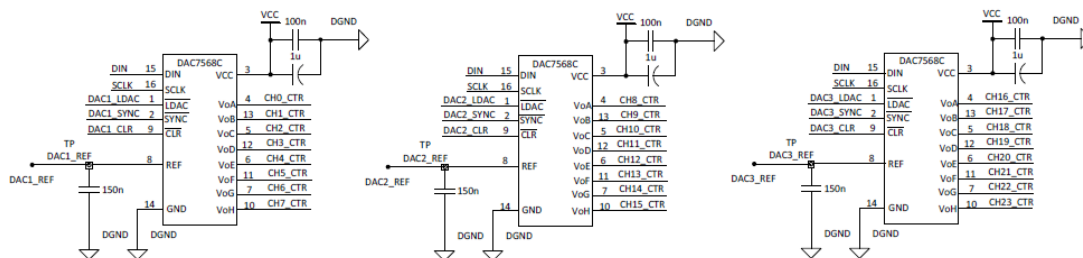 VCC 100n DGND
1u
DAC7568C
DIN 15 DIN VCC 3
SCLK 16 SCLK
DAC1_LDAC 1 LDAC VoA 4 CH0_CTR
DAC1_SYNC 2 SYNC VoB 13 CH1_CTR
DAC1_CLR 9 CLR VoC 5 CH2_CTR
VoD 12 CH3_CTR
TP
DAC1_REF 8 REF VoE 6 CH4_CTR
DAC1_REF
VoF 11 CH5_CTR
150n VoG 7 CH6_CTR
14 GND VoH 10 CH7_CTR
DGND DGND
VCC 100n DGND
1u
DAC7568C
DIN 15 DIN VCC 3
SCLK 16 SCLK
DAC2_LDAC 1 LDAC VoA 4 CH8_CTR
DAC2_SYNC 2 SYNC VoB 13 CH9_CTR
DAC2_CLR 9 CLR VoC 5 CH10_CTR
VoD 12 CH11_CTR
TP
DAC2_REF 8 REF VoE 6 CH12_CTR
DAC2_REF
VoF 11 CH13_CTR
150n VoG 7 CH14_CTR
14 GND VoH 10 CH15_CTR
DGND DGND
VCC 100n DGND
1u
DAC7568C
DIN 15 DIN VCC 3
SCLK 16 SCLK
DAC3_LDAC 1 LDAC VoA 4 CH16_CTR
DAC3_SYNC 2 SYNC VoB 13 CH17_CTR
DAC3_CLR 9 CLR VoC 5 CH18_CTR
VoD 12 CH19_CTR
TP
DAC3_REF 8 REF VoE 6 CH20_CTR
DAC3_REF
VoF 11 CH21_CTR
150n VoG 7 CH22_CTR
14 GND VoH 10 CH23_CTR
DGND DGND